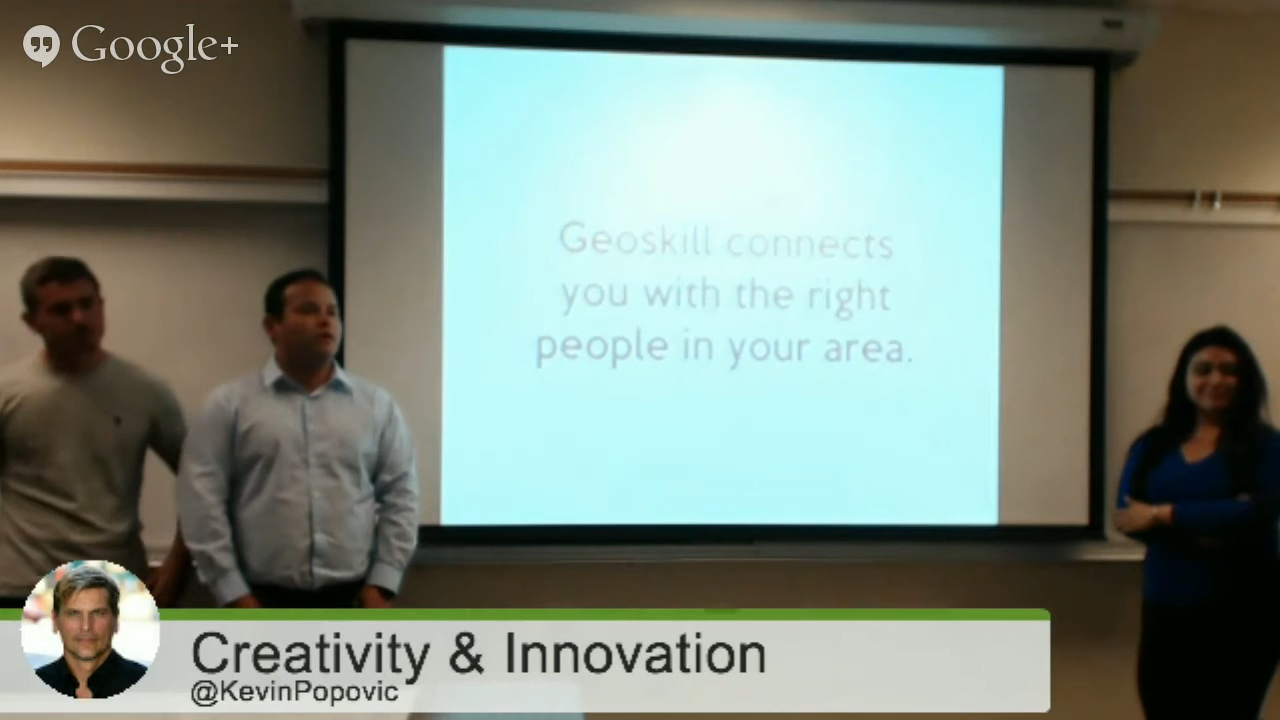 Google+
Geoskill connects
you with the right
people in your area.
Creativity & Innovation
@KevinPopovic